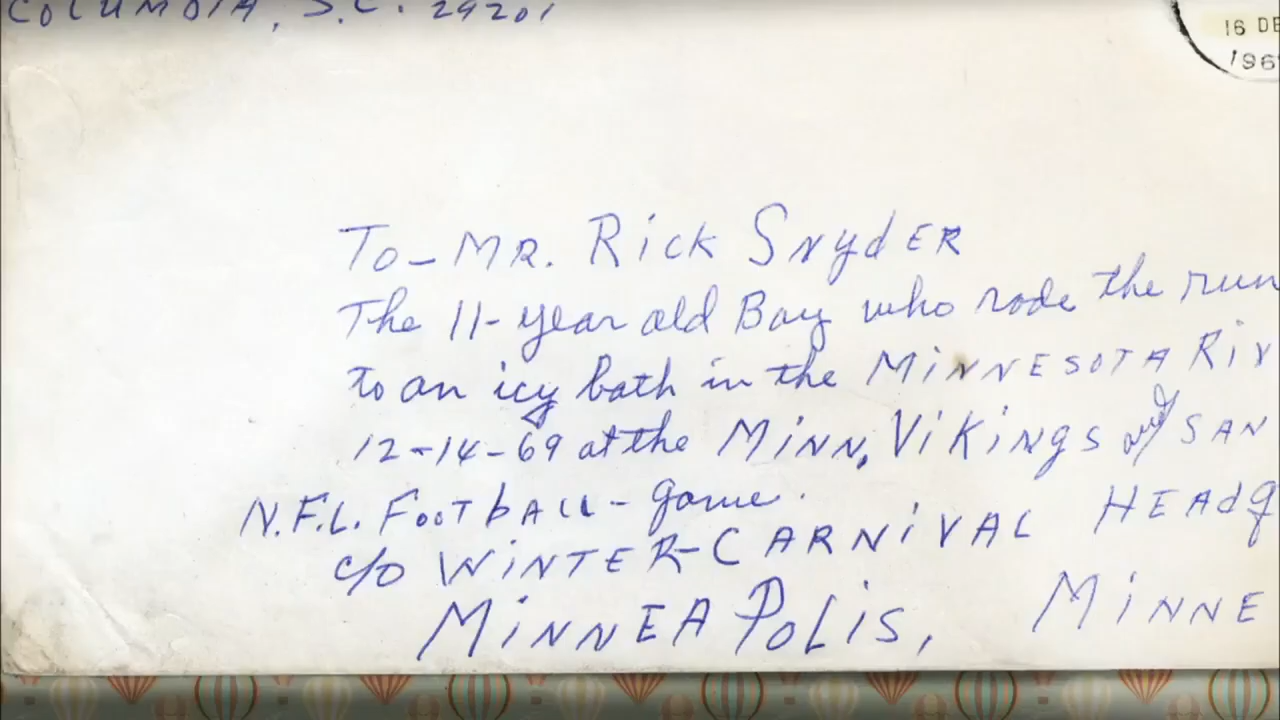 COLUMBIA, S.C. 29201
16 DE
196
To-MR. Rick SnydER
The 11-year old Boy who rode the run
to an icy bath in the MiNNESOTA RiV
12-14-69 at the MiNN, ViKiNgS and SAN
N.F.L. FooTbALL-game.
c/o WiNTER-CARNiVAL HEAdq
MiNNEAPoLiS, MiNNE